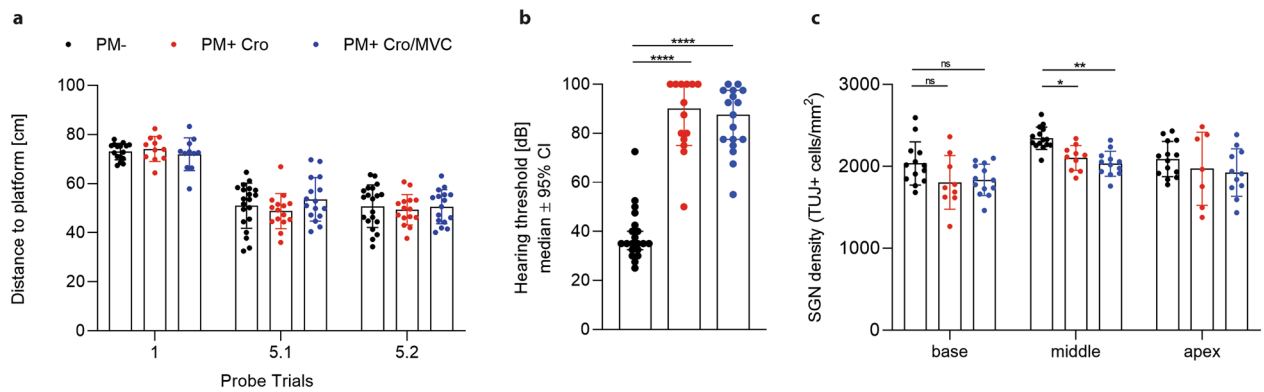 a
PM-
PM+ Cro
PM+ Cro/MVC
Distance to platform [cm]
100
80
60
40
20
0
1
5.1
5.2
Probe Trials
b
****
****
Hearing threshold [dB]
median ± 95% CI
100
80
60
40
20
0
c
ns
ns
**
*
SGN density (TUJ+ cells/mm²)
3000
2000
1000
0
base
middle
apex